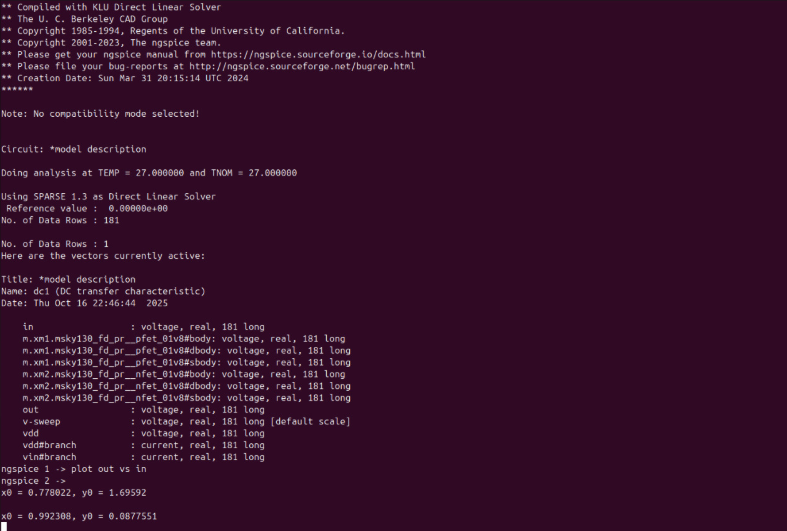 ** Compiled with KLU Direct Linear Solver
** The U. C. Berkeley CAD Group
** Copyright 1985-1994, Regents of the University of California.
** Copyright 2001-2023, The ngspice team.
** Please get your ngspice manual from https://ngspice.sourceforge.io/docs.html
** Please file your bug-reports at http://ngspice.sourceforge.net/bugrep.html
** Creation Date: Sun Mar 31 20:15:14 UTC 2024
******
Note: No compatibility mode selected!
Circuit: *model description
Doing analysis at TEMP = 27.000000 and TNOM = 27.000000
Using SPARSE 1.3 as Direct Linear Solver
Reference value :  0.00000e+00
No. of Data Rows : 181
No. of Data Rows : 1
Here are the vectors currently active:
Title: *model description
Name: dc1 (DC transfer characteristic)
Date: Thu Oct 16 22:46:44  2025
in                  : voltage, real, 181 long
m.xm1.msky130_fd_pr__pfet_01v8#body: voltage, real, 181 long
m.xm1.msky130_fd_pr__pfet_01v8#dbody: voltage, real, 181 long
m.xm1.msky130_fd_pr__pfet_01v8#sbody: voltage, real, 181 long
m.xm2.msky130_fd_pr__nfet_01v8#body: voltage, real, 181 long
m.xm2.msky130_fd_pr__nfet_01v8#dbody: voltage, real, 181 long
m.xm2.msky130_fd_pr__nfet_01v8#sbody: voltage, real, 181 long
out                 : voltage, real, 181 long
v-sweep             : voltage, real, 181 long [default scale]
vdd                 : voltage, real, 181 long
vdd#branch          : current, real, 181 long
vin#branch          : current, real, 181 long
ngspice 1 -> plot out vs in
ngspice 2 ->
x0 = 0.778022, y0 = 1.69592
x0 = 0.992308, y0 = 0.0877551